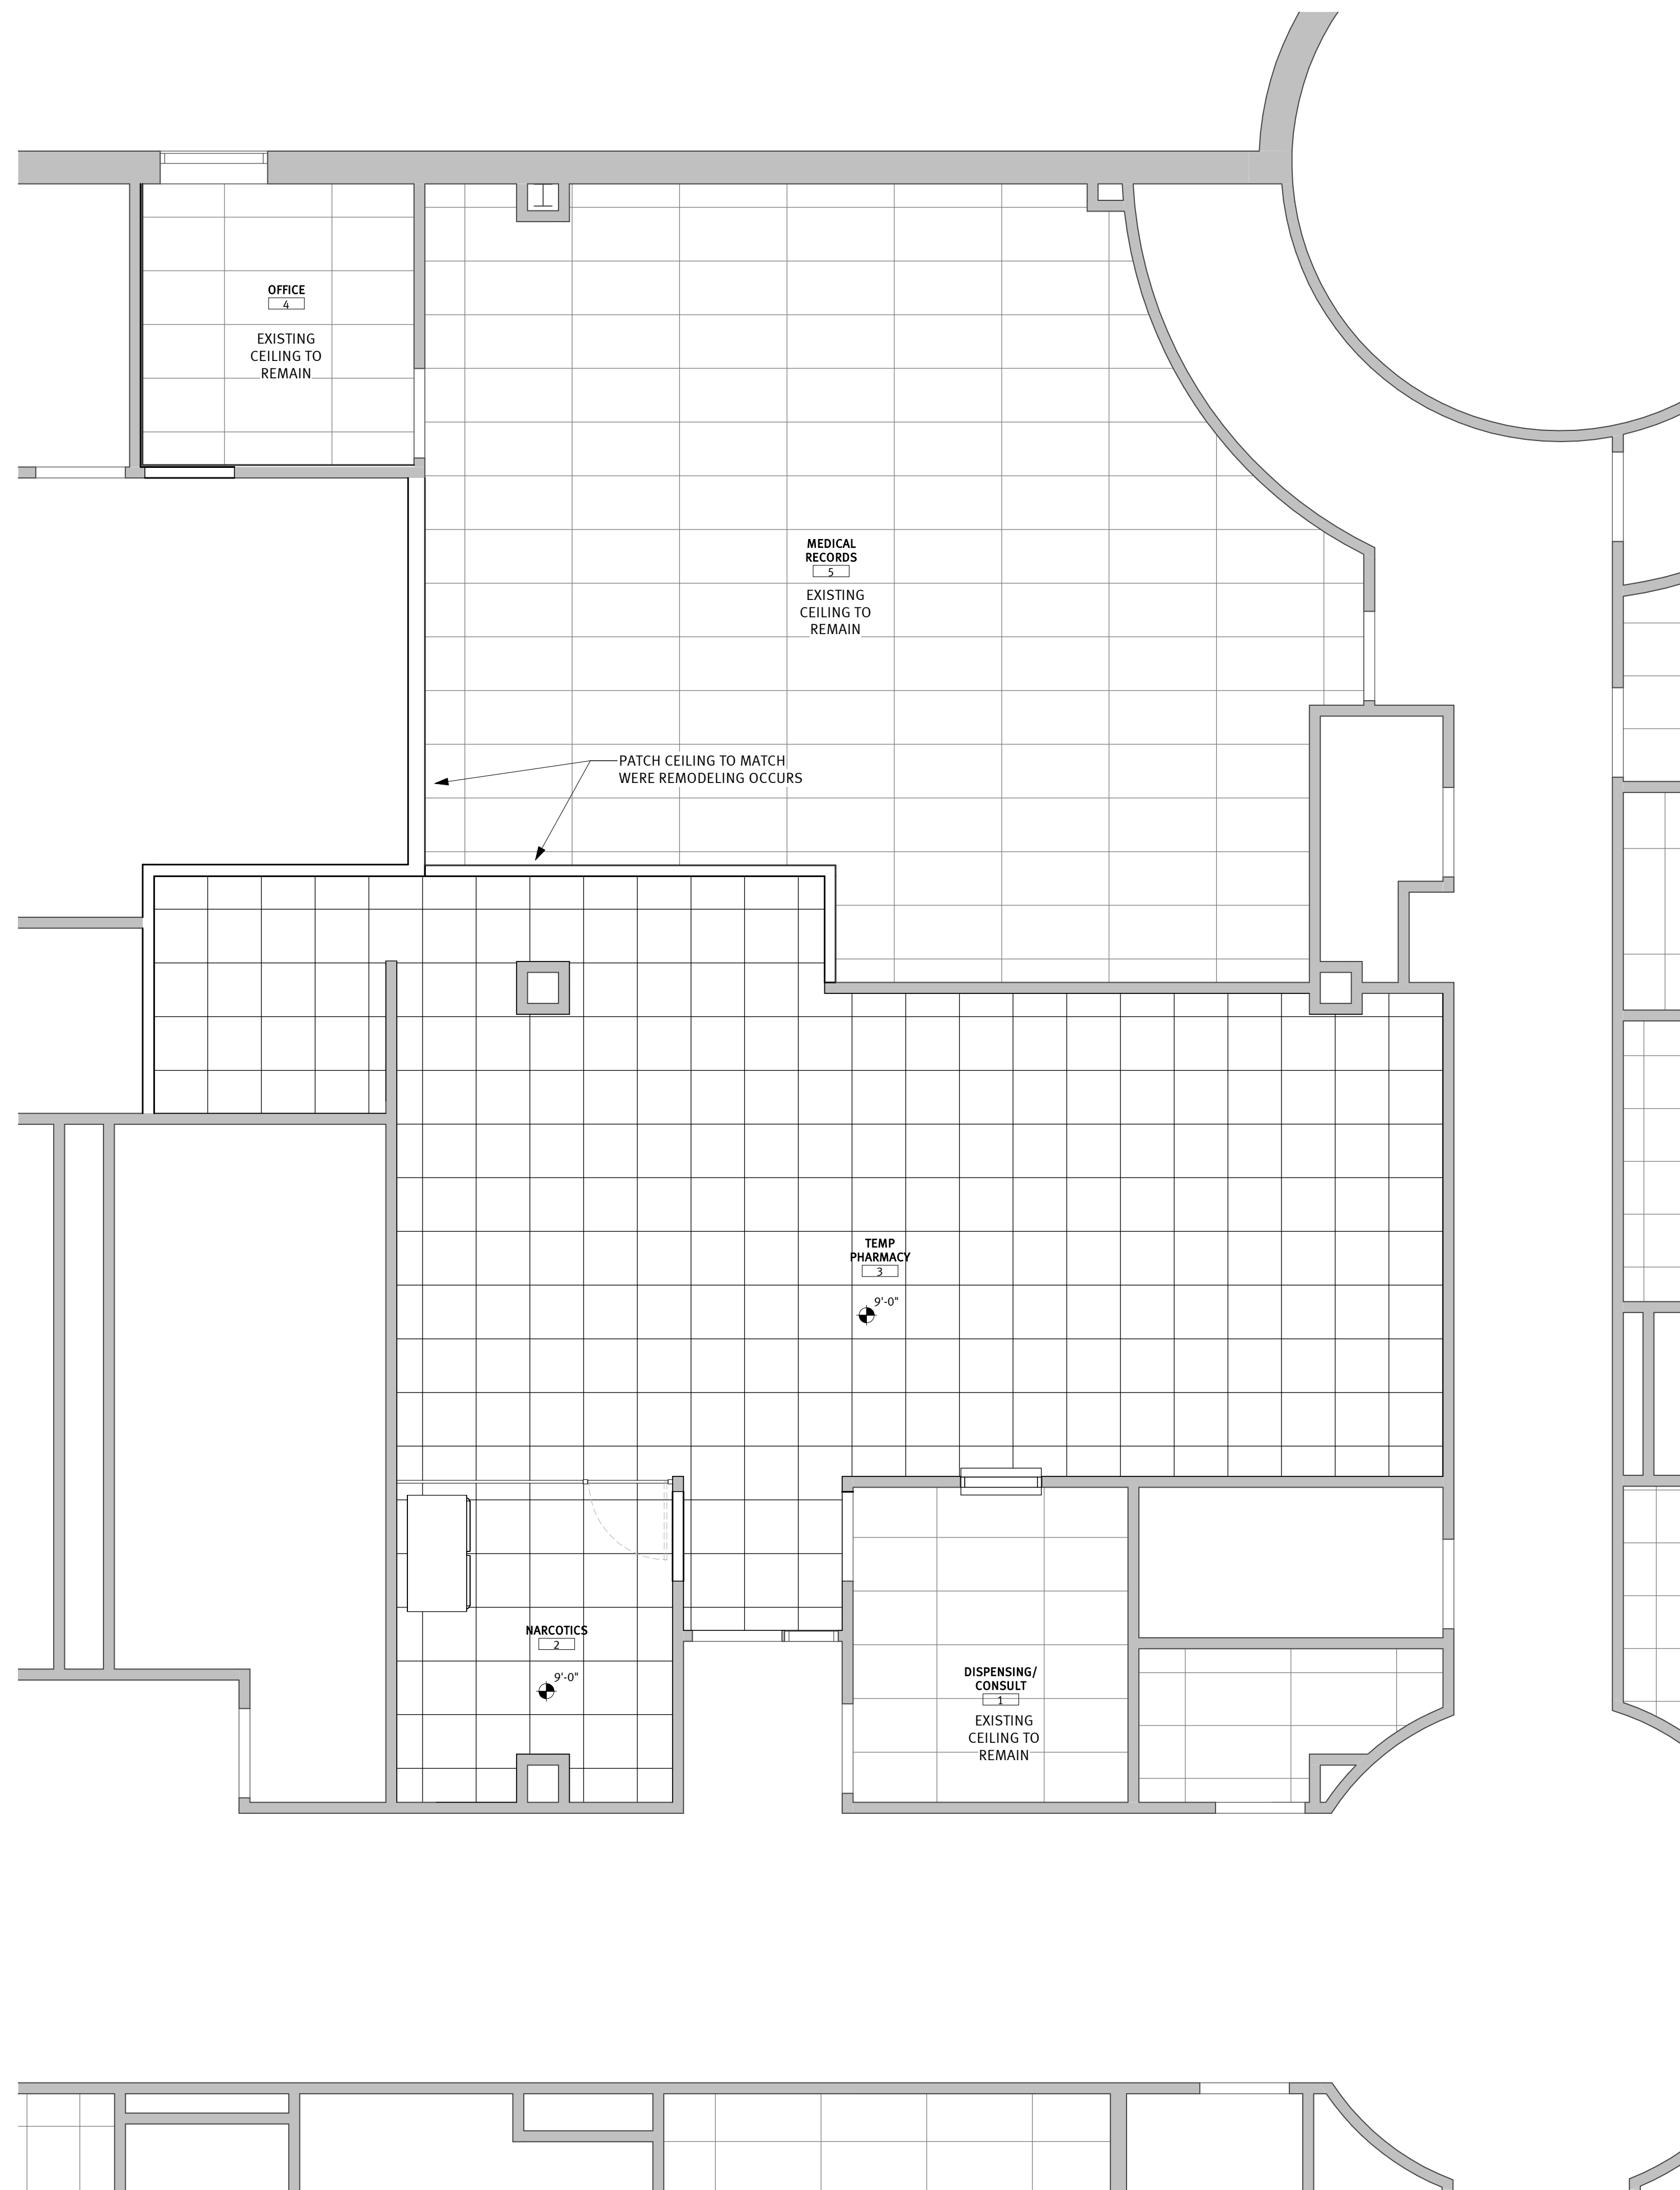 OFFICE
4
EXISTING
CEILING TO
REMAIN
MEDICAL
RECORDS
5
EXISTING
CEILING TO
REMAIN
PATCH CEILING TO MATCH
WERE REMODELING OCCURS
TEMP
PHARMACY
3
9'-0"
NARCOTICS
2
9'-0"
DISPENSING/
CONSULT
1
EXISTING
CEILING TO
REMAIN